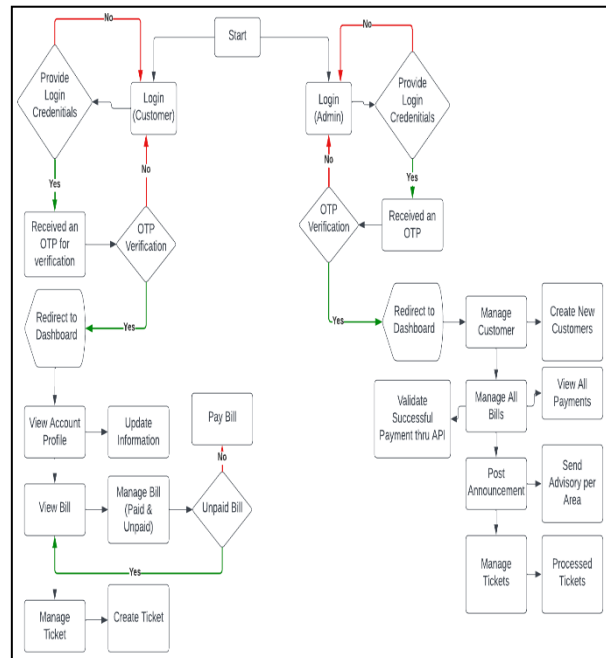 No
Start
No
Provide
Login
Credentials
Login
(Customer)
Login
(Admin)
Provide
Login
Credentials
No
No
Yes
Yes
Received an
OTP for
verification
OTP
Verification
OTP
Verification
Received an
OTP
Redirect to
Dashboard
Yes
Yes
Redirect to
Dashboard
Manage
Customer
Create New
Customers
View Account
Profile
Update
Information
Pay Bill
Validate
Successful
Payment thru API
Manage All
Bills
View All
Payments
No
View Bill
Manage Bill
(Paid &
Unpaid)
Unpaid Bill
Post
Announcement
Send
Advisory per
Area
Yes
Manage
Ticket
Create Ticket
Manage
Tickets
Processed
Tickets